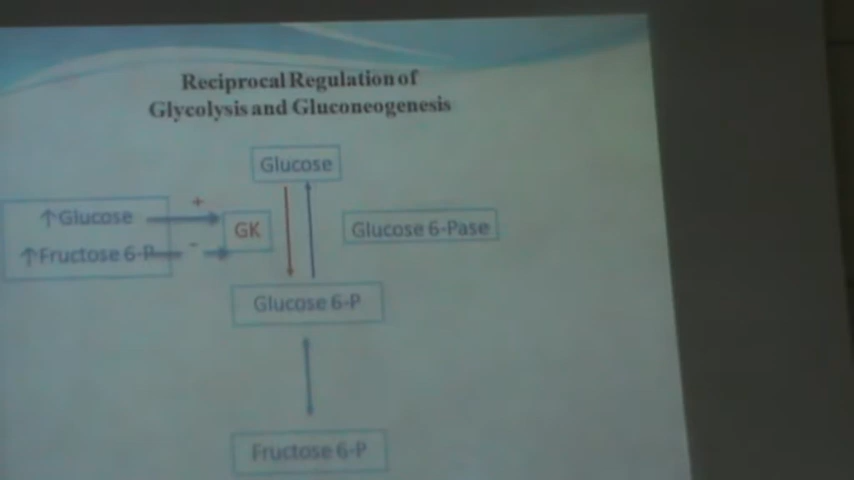 Reciprocal Regulation of
Glycolysis and Gluconeogenesis
Glucose
↑Glucose
+
GK
Glucose 6-Pase
↑Fructose 6-P
-
Glucose 6-P
Fructose 6-P